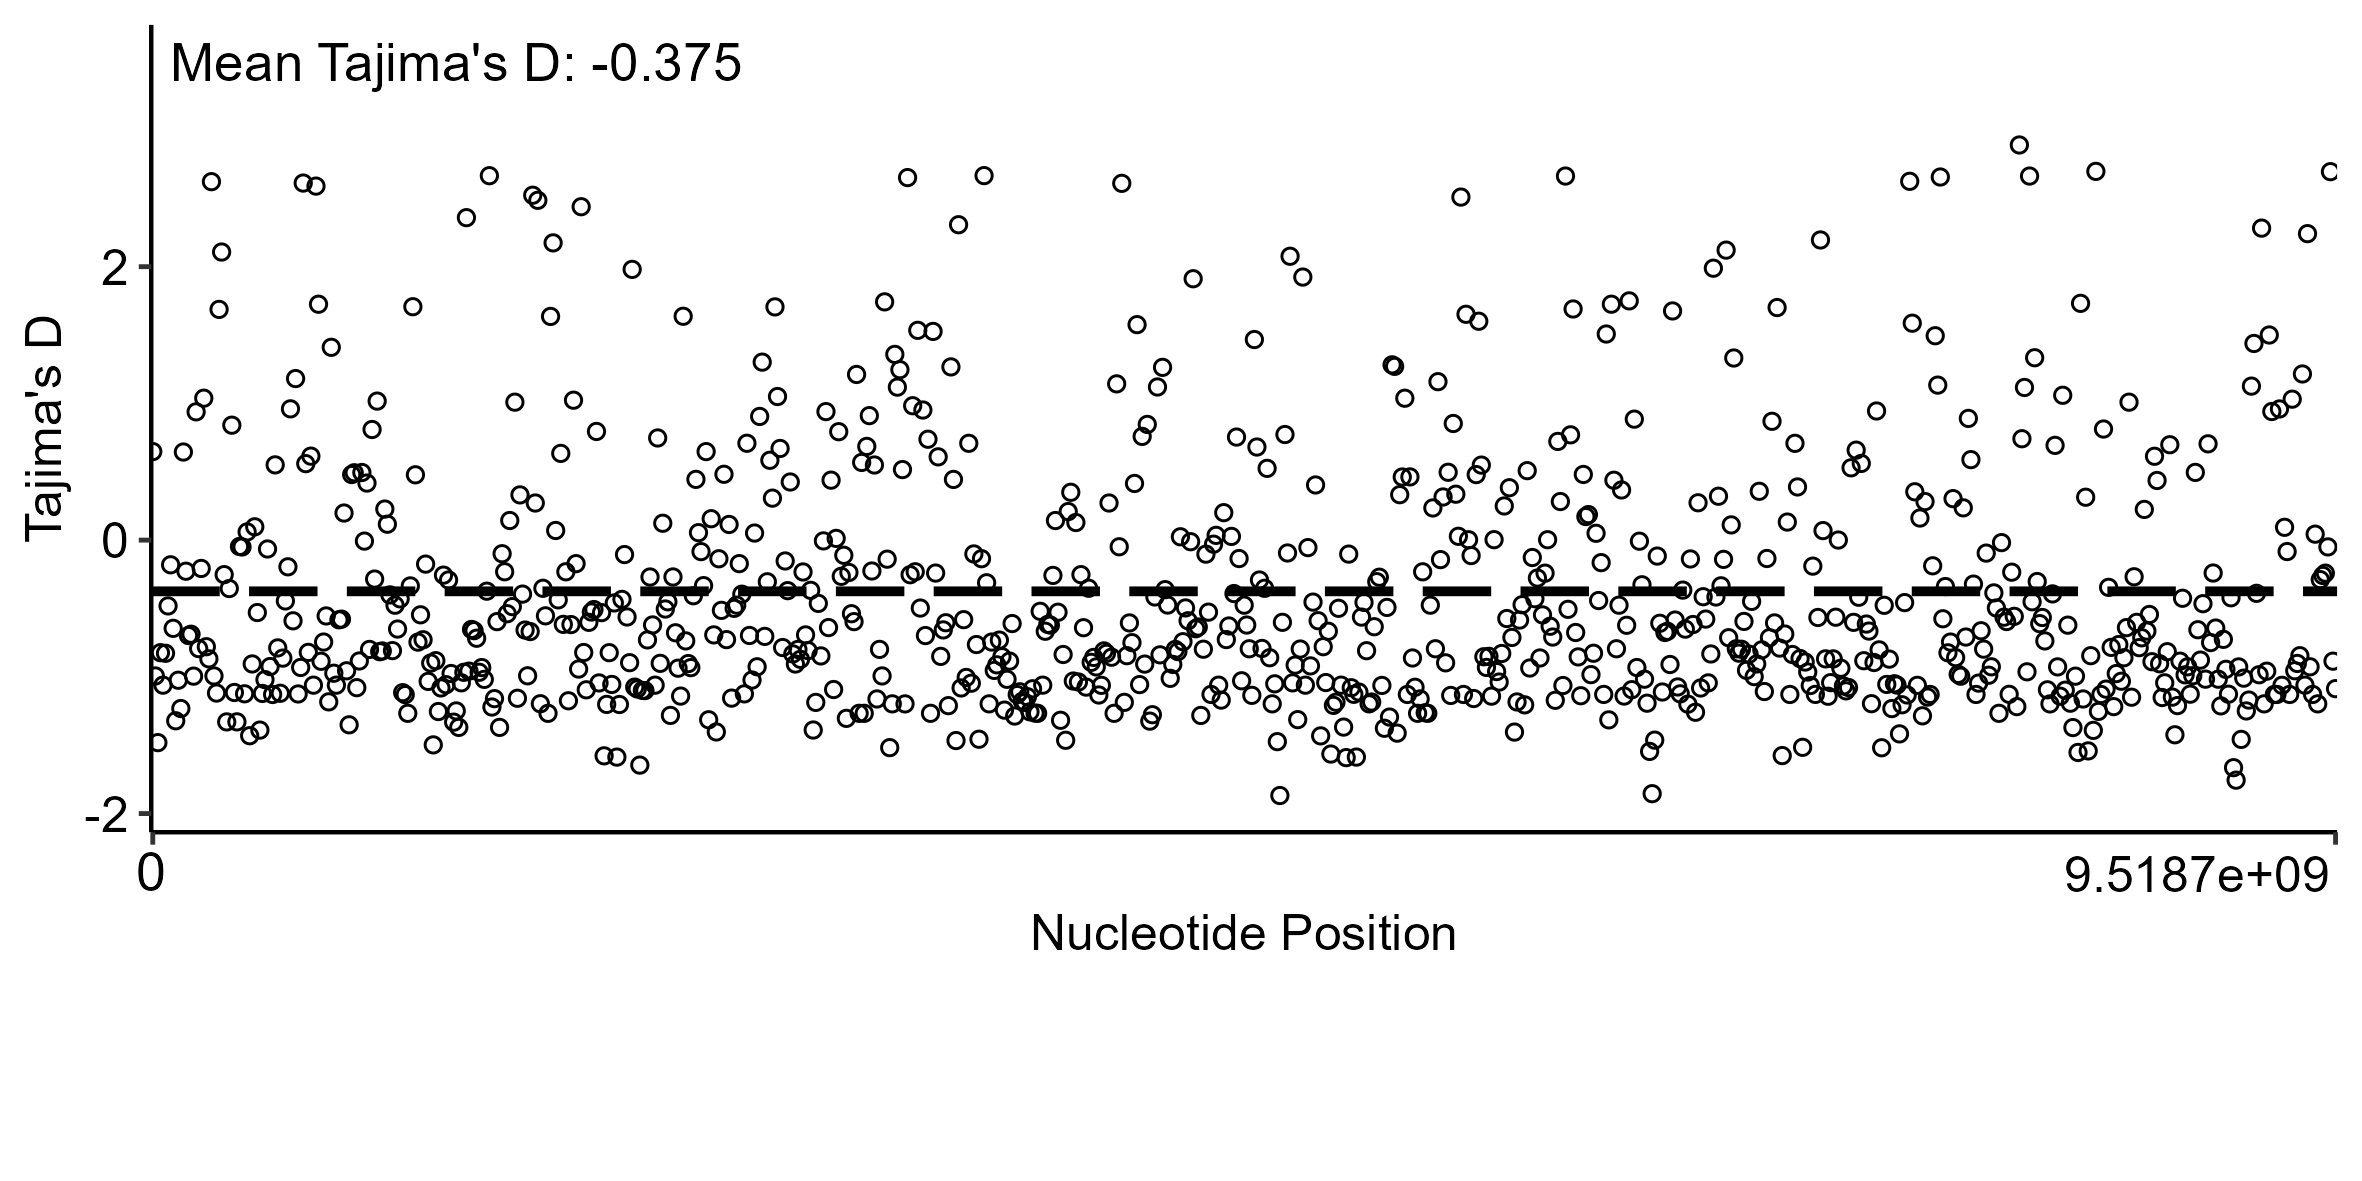 Mean Tajima's D: -0.375
Tajima's D
2
0
-2
0
9.5187e+09
Nucleotide Position